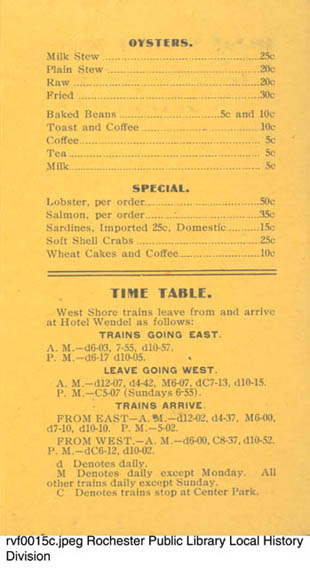 OYSTERS.
Milk Stew 25c
Plain Stew 20c
Raw 20c
Fried 30c
Baked Beans 5c and 10c
Toast and Coffee 10c
Coffee 5c
Tea 5c
Milk 5c
SPECIAL.
Lobster, per order 50c
Salmon, per order 35c
Sardines, Imported 25c, Domestic 15c
Soft Shell Crabs 25c
Wheat Cakes and Coffee 10c
TIME TABLE.
West Shore trains leave from and arrive
at Hotel Wendel as follows:
TRAINS GOING EAST.
A. M.—d6-03, 7-55, d10-57.
P. M.—d6-17 d10-05.
LEAVE GOING WEST.
A. M.—d12-07, d4-42, M6-07, dC7-13, d10-15.
P. M.—C5-07 (Sundays 6-55).
TRAINS ARRIVE.
FROM EAST—A. M.—d12-02, d4-37, M6-00,
d7-10, d10-10. P. M.—5-02.
FROM WEST.—A. M.—d6-00, C8-37, d10-52.
P. M.—dC6-12, d10-02.
d Denotes daily.
M Denotes daily except Monday. All
other trains daily except Sunday.
C Denotes trains stop at Center Park.
rvf0015c.jpeg Rochester Public Library Local History
Division